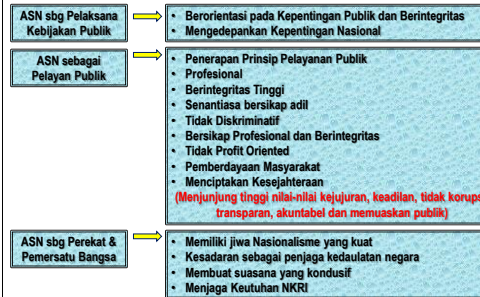 ASN sbg Pelaksana
Kebijakan Publik
• Berorientasi pada Kepentingan Publik dan Berintegritas
• Mengedepankan Kepentingan Nasional
ASN sebagai
Pelayan Publik
• Penerapan Prinsip Pelayanan Publik
• Profesional
• Berintegritas Tinggi
• Senantiasa bersikap adil
• Tidak Diskriminatif
• Bersikap Profesional dan Berintegritas
• Tidak Profit Oriented
• Pemberdayaan Masyarakat
• Menciptakan Kesejahteraan
(Menjunjung tinggi nilai-nilai kejujuran, keadilan, tidak korups
transparan, akuntabel dan memuaskan publik)
ASN sbg Perekat &
Pemersatu Bangsa
• Memiliki jiwa Nasionalisme yang kuat
• Kesadaran sebagai penjaga kedaulatan negara
• Membuat suasana yang kondusif
• Menjaga Keutuhan NKRI